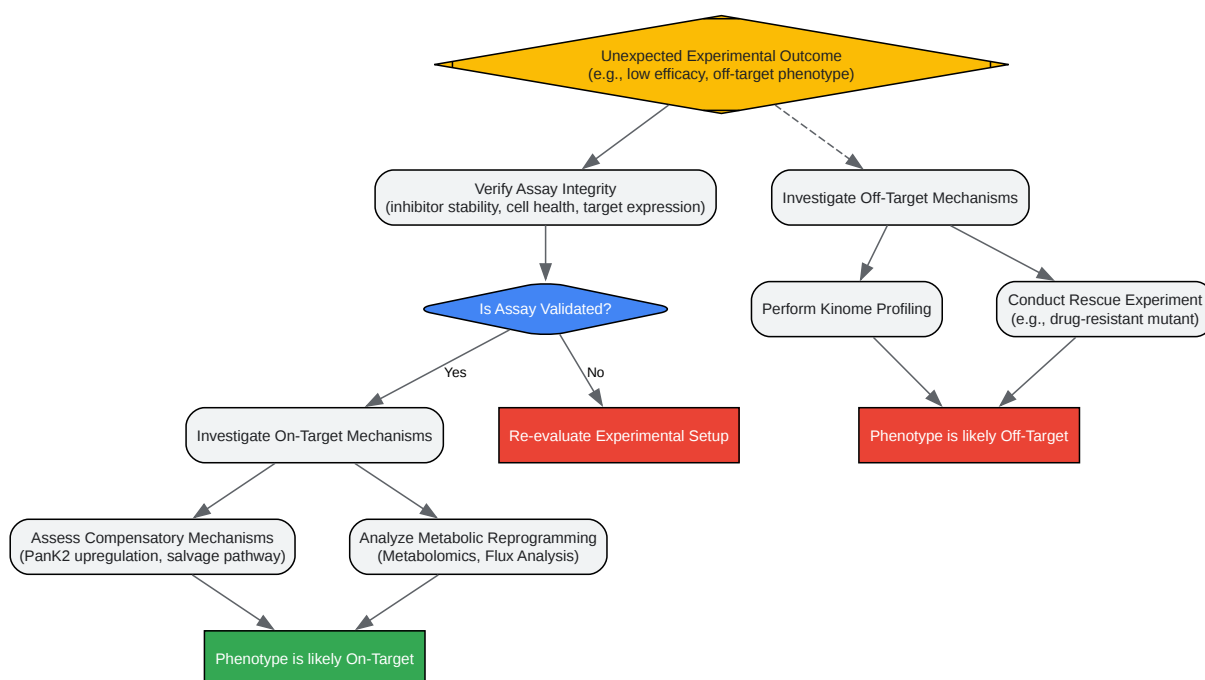 Unexpected Experimental Outcome
(e.g., low efficacy, off-target phenotype)
Verify Assay Integrity
(inhibitor stability, cell health, target expression)
Investigate Off-Target Mechanisms
Is Assay Validated?
Perform Kinome Profiling
Conduct Rescue Experiment
(e.g., drug-resistant mutant)
Yes
No
Investigate On-Target Mechanisms
Re-evaluate Experimental Setup
Phenotype is likely Off-Target
Assess Compensatory Mechanisms
(PanK2 upregulation, salvage pathway)
Analyze Metabolic Reprogramming
(Metabolomics, Flux Analysis)
Phenotype is likely On-Target